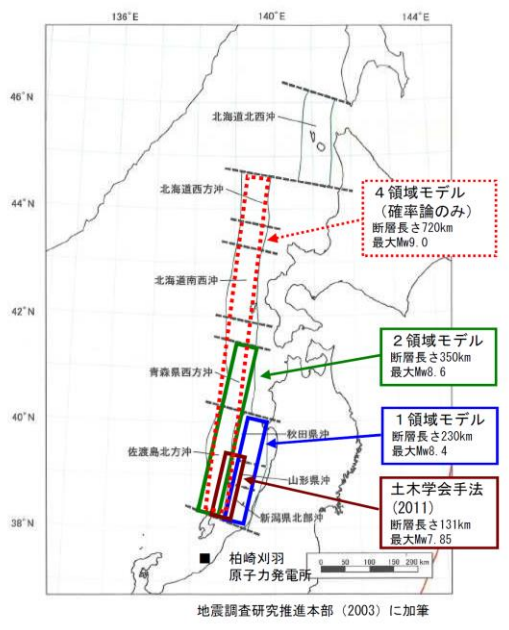 136°E
140°E
144°E
46°N
44°N
42°N
40°N
38°N
北海道北西沖
北海道西方沖
4領域モデル
(確率論のみ)
断層長さ720km
最大Mw9.0
北海道南西沖
2領域モデル
断層長さ350km
最大Mw8.6
青森県西方沖
1領域モデル
断層長さ230km
最大Mw8.4
秋田県沖
佐渡島北方沖
山形県沖
土木学会手法
(2011)
断層長さ131km
最大Mw7.85
新潟県北部沖
柏崎刈羽
原子力発電所
0 50 100 150 200 km
地震調査研究推進本部(2003)に加筆